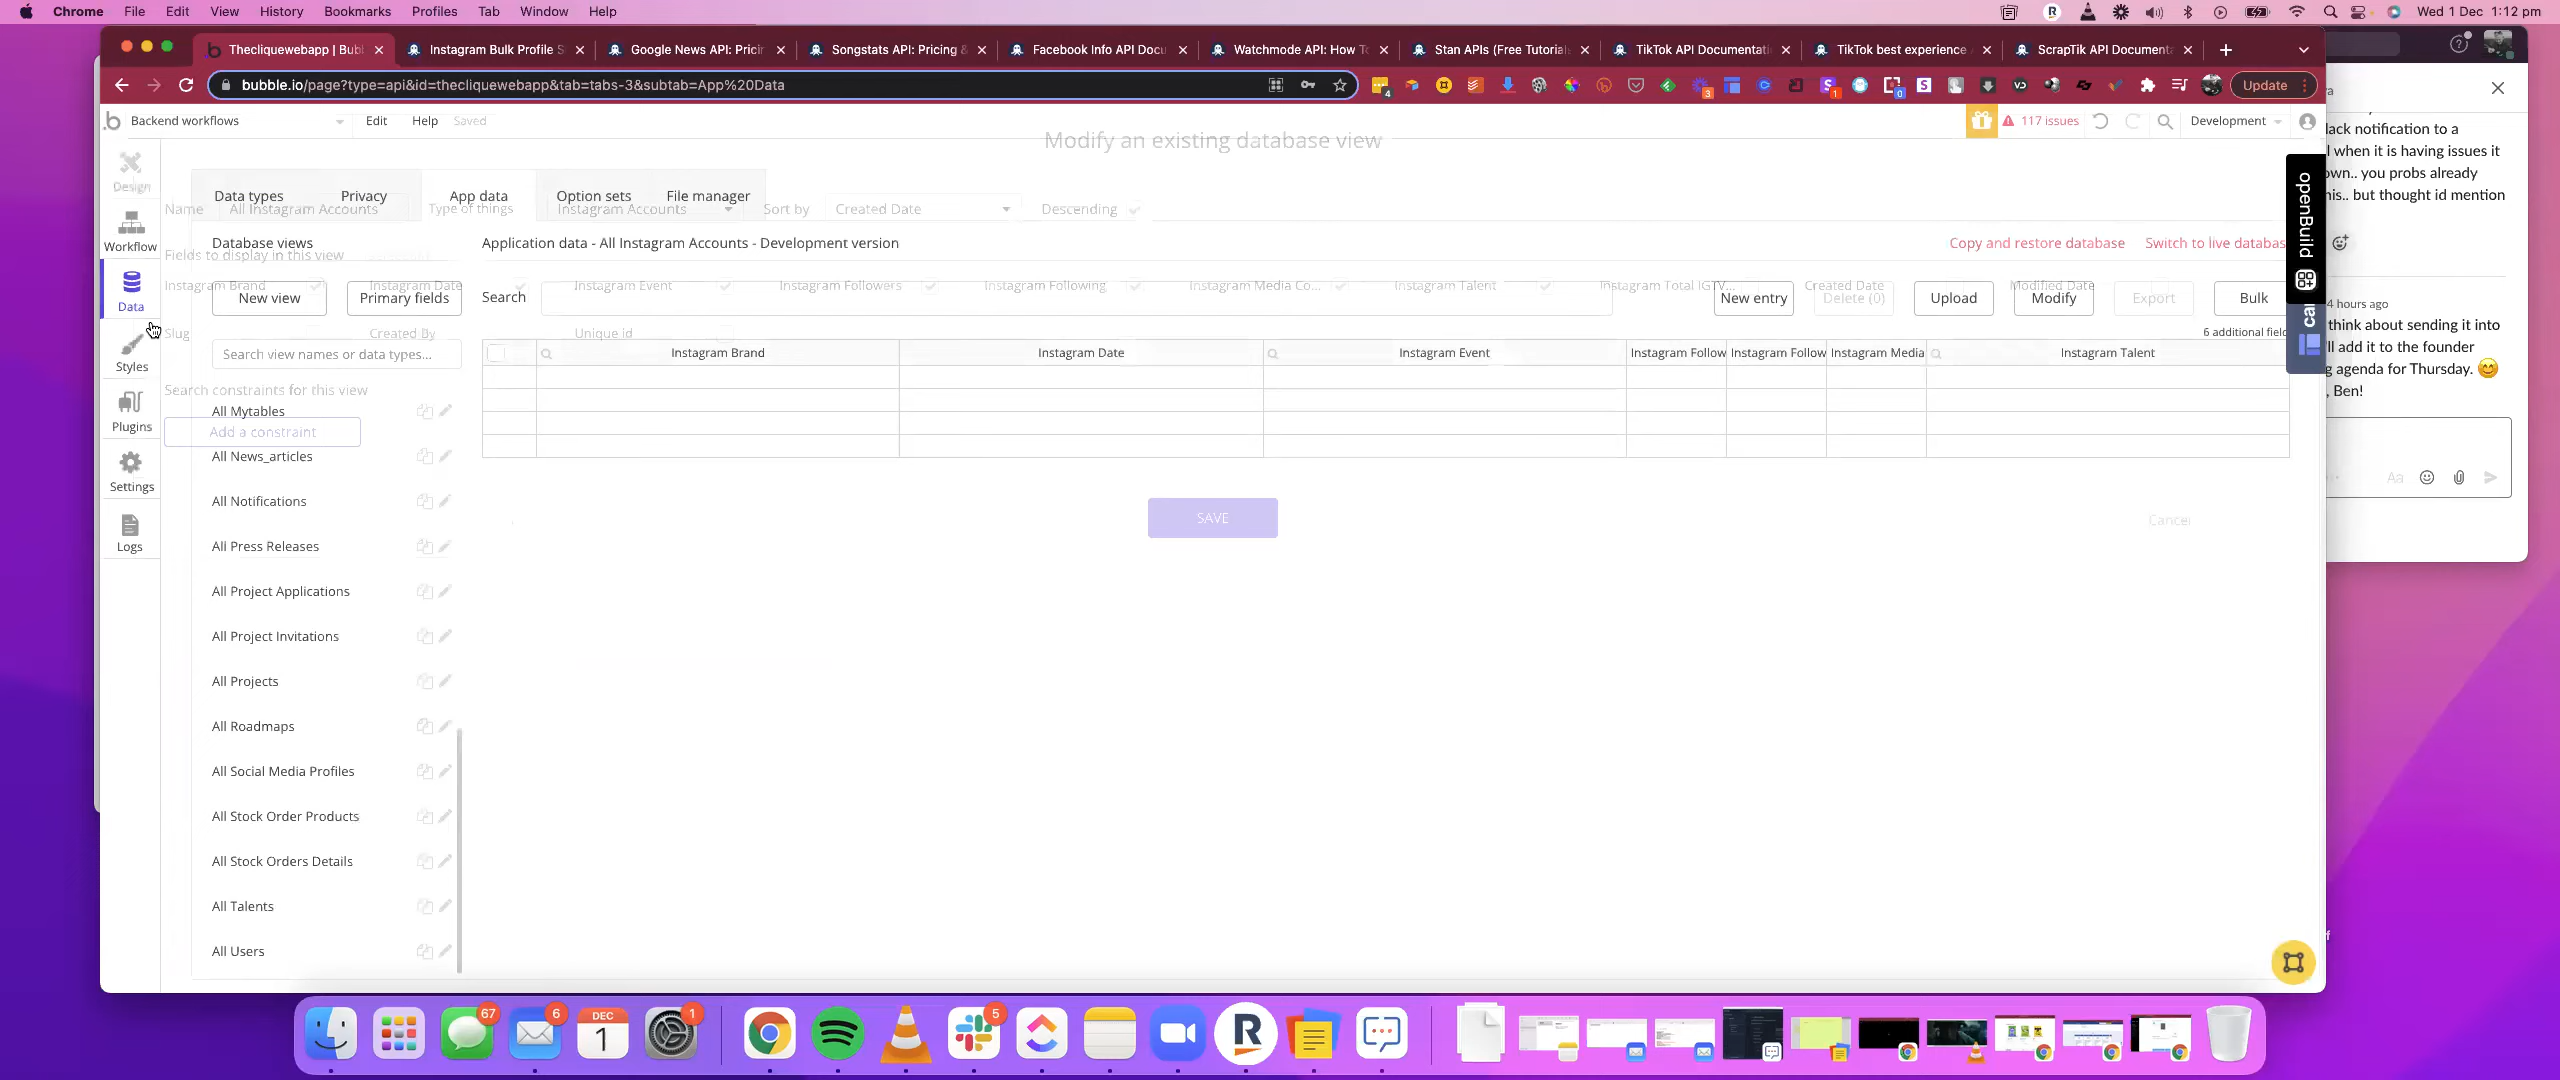 Chrome File Edit View History Bookmarks Profiles Tab Window Help
Wed 1 Dec 1:12 pm
Thecliquewebapp | Bubl
Instagram Bulk Profile S
Google News API: Pricin
Songstats API: Pricing &
Facebook Info API Docu
Watchmode API: How To
Stan APIs (Free Tutorials
TikTok API Documentati
TikTok best experience
ScrapTik API Documenta
bubble.io/page?type=api&id=thecliquewebapp&tab=tabs-3&subtab=App%20Data
Update
Backend workflows
Edit
Help
Saved
117 issues
Development
Modify an existing database view
Design
Workflow
Data
Styles
Plugins
Settings
Logs
Data types
Privacy
App data
Option sets
File manager
Name
All Instagram Accounts
Type of things
Instagram Accounts
Sort by
Created Date
Descending
Database views
Application data - All Instagram Accounts - Development version
Copy and restore database
Switch to live databas
Fields to display in this view
Instagram Brand
Instagram Date
Instagram Event
Instagram Followers
Instagram Following
Instagram Media Co...
Instagram Talent
Instagram Total IGTV...
Created Date
Modified Date
New view
Primary fields
Search
New entry
Delete (0)
Upload
Modify
Export
Bulk
Slug
Created By
Unique id
6 additional field
Search view names or data types...
Instagram Brand
Instagram Date
Instagram Event
Instagram Follow
Instagram Follow
Instagram Media
Instagram Talent
Search constraints for this view
Add a constraint
All Mytables
All News_articles
All Notifications
All Press Releases
All Project Applications
All Project Invitations
All Projects
All Roadmaps
All Social Media Profiles
All Stock Order Products
All Stock Orders Details
All Talents
All Users
SAVE
Cancel
openBuild
ca
lack notification to a
l when it is having issues it
own.. you probs already
his.. but thought id mention
4 hours ago
think about sending it into
'll add it to the founder
g agenda for Thursday. 😊
, Ben!
Aa
67
6
DEC
1
1
5
R